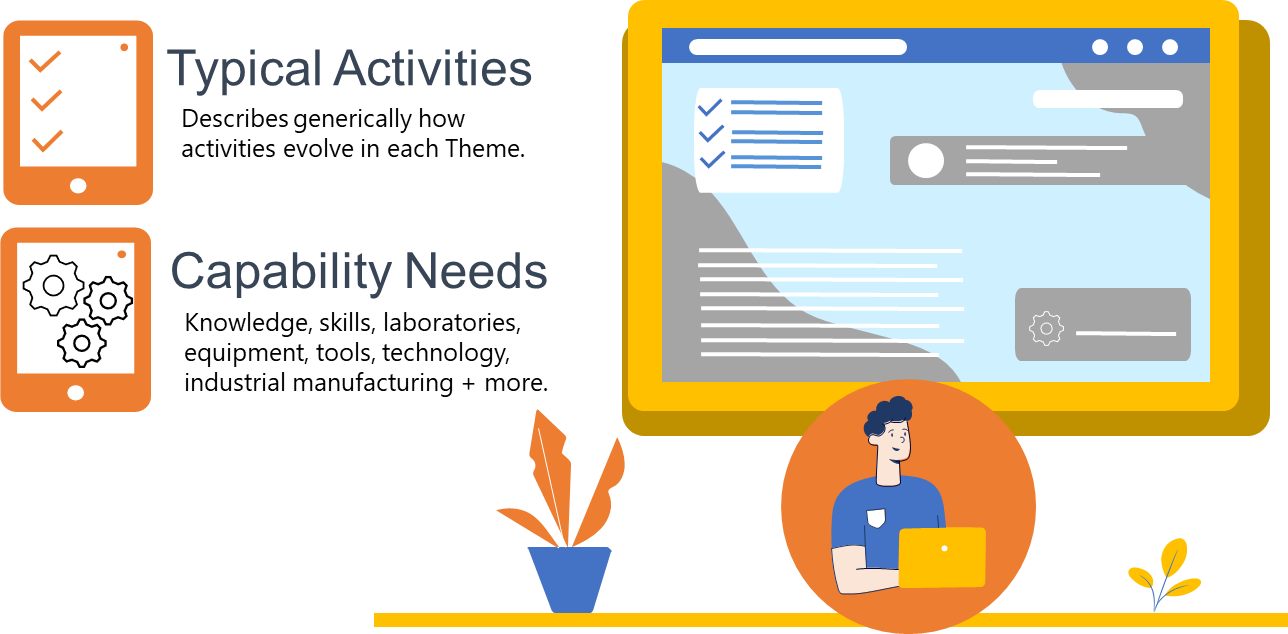 Typical Activities
Describes generically how
activities evolve in each Theme.
Capability Needs
Knowledge, skills, laboratories,
equipment, tools, technology,
industrial manufacturing + more.